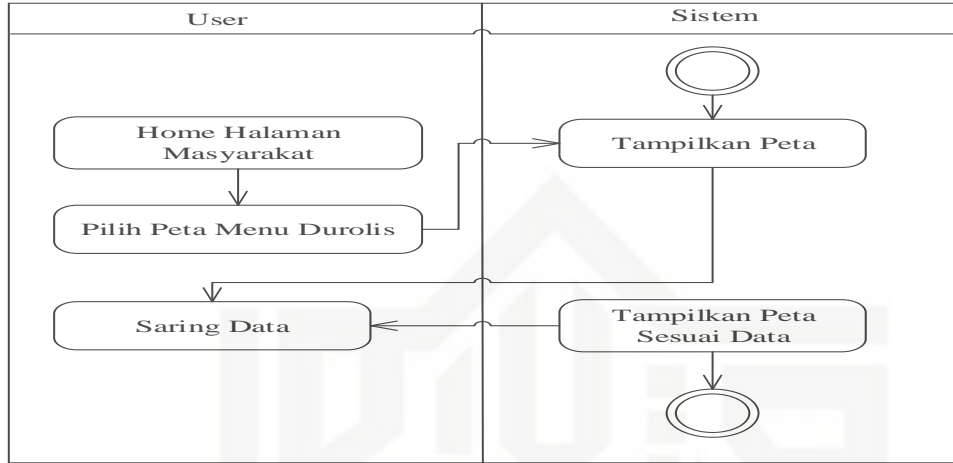 User
Sistem
Home Halaman
Masyarakat
Tampilkan Peta
Pilih Peta Menu Durolis
Saring Data
Tampilkan Peta
Sesuai Data